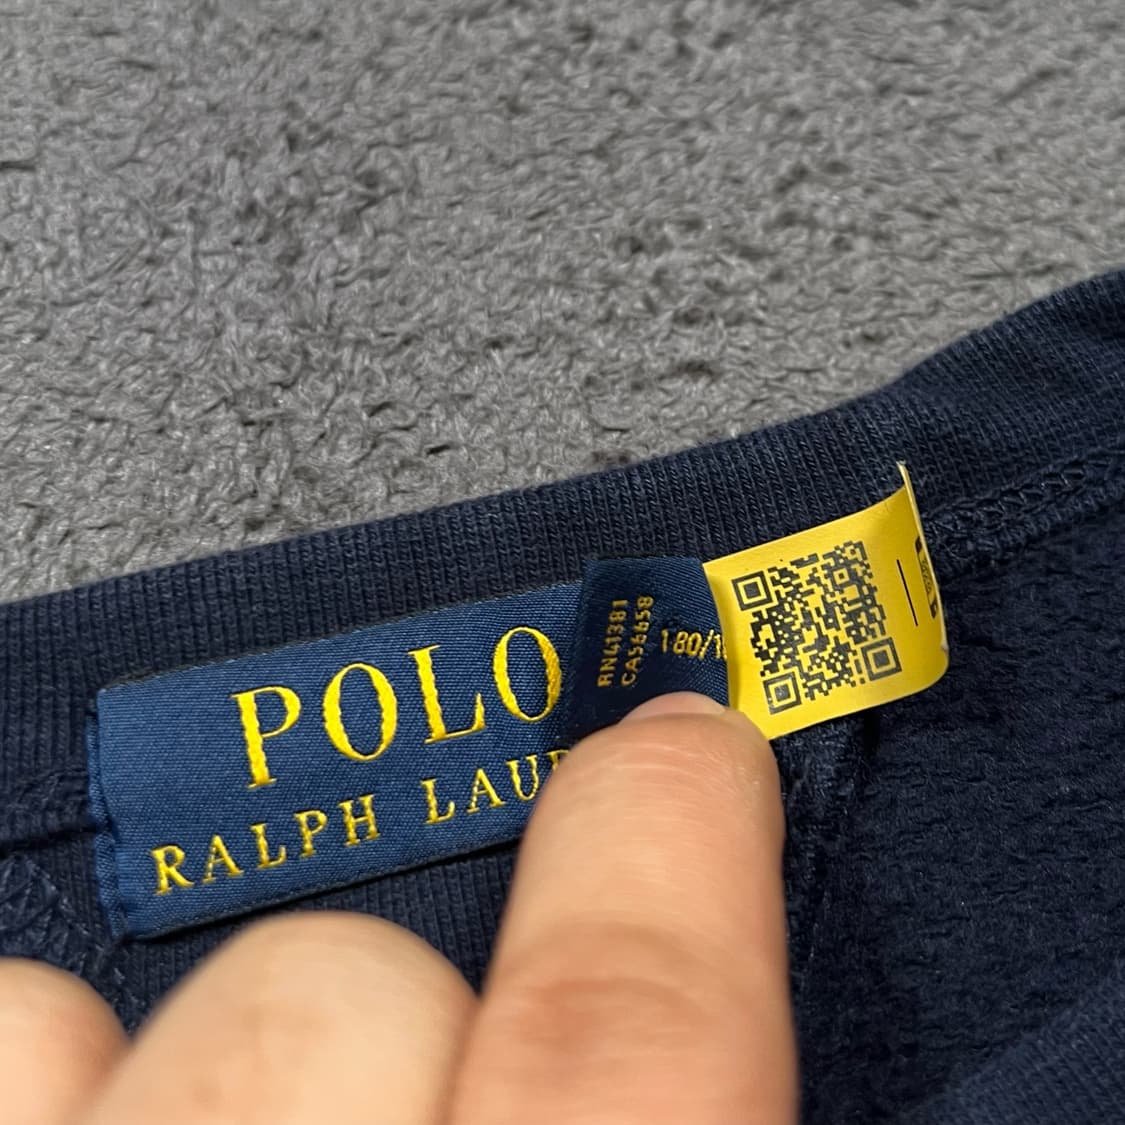 POLO
RALPH LAU
RN41381
CA56658
180/1